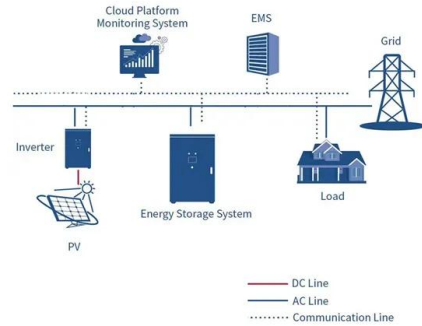 Cloud Platform
Monitoring System
EMS
Grid
Inverter
Energy Storage System
Load
PV
DC Line
AC Line
Communication Line